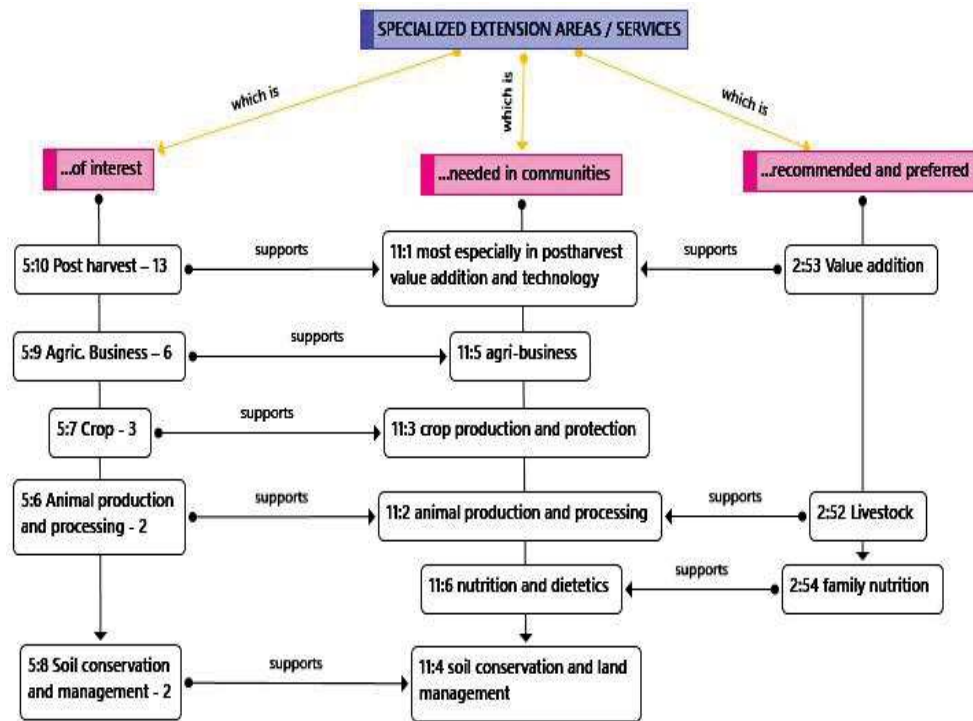 SPECIALIZED EXTENSION AREAS / SERVICES
which is
which is
which is
...of interest
...needed in communities
...recommended and preferred
5:10 Post harvest – 13
supports
11:1 most especially in postharvest
value addition and technology
supports
2:53 Value addition
5:9 Agric. Business – 6
supports
11:5 agri-business
5:7 Crop - 3
supports
11:3 crop production and protection
5:6 Animal production
and processing - 2
supports
11:2 animal production and processing
supports
2:52 Livestock
11:6 nutrition and dietetics
supports
2:54 family nutrition
5:8 Soil conservation
and management - 2
supports
11:4 soil conservation and land
management